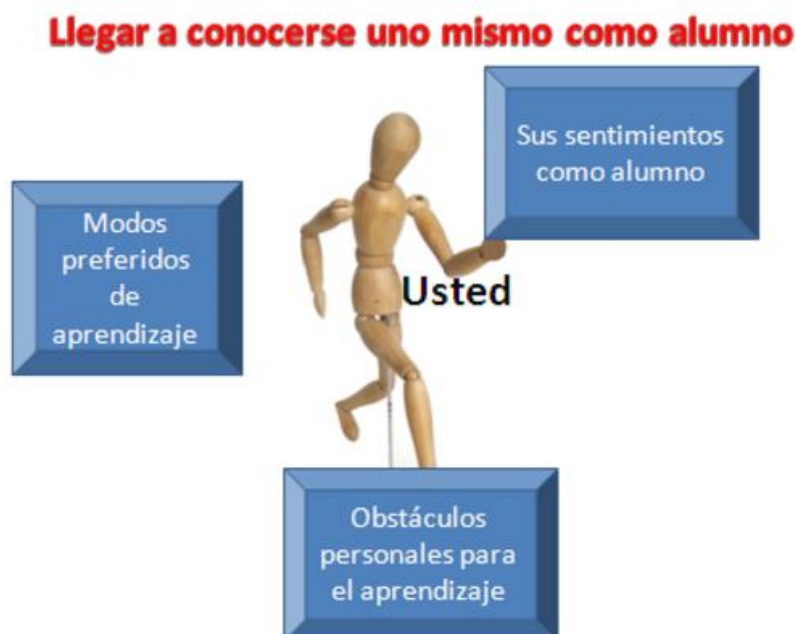 Llegar a conocerse uno mismo como alumno
Sus sentimientos
como alumno
Modos
preferidos
de
aprendizaje
Usted
Obstáculos
personales para
el aprendizaje